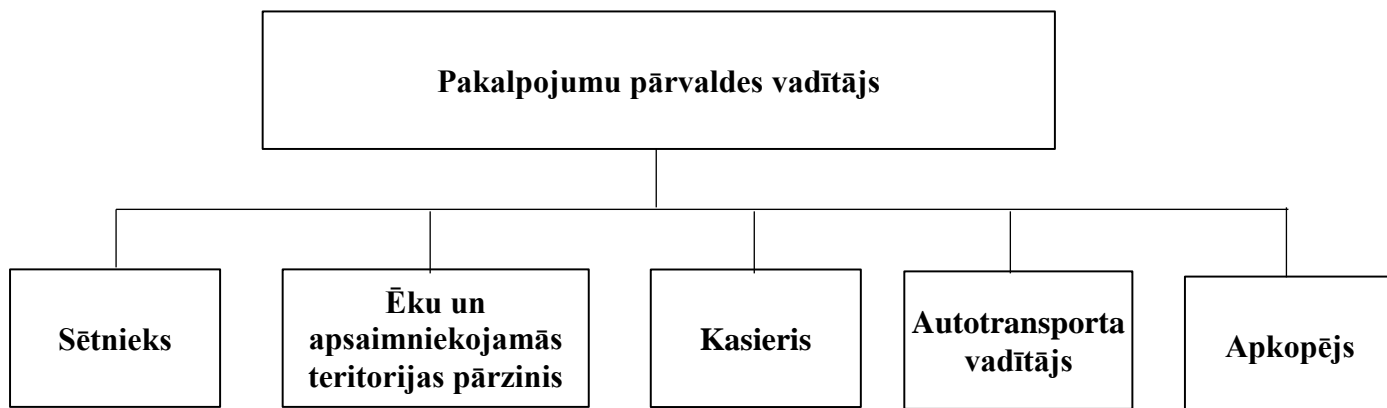 Pakalpojumu pārvaldes vadītājs
Sētnieks
Ēku un
apsaimniekojamās
teritorijas pārzinis
Kasieris
Autotransporta
vadītājs
Apkopējs